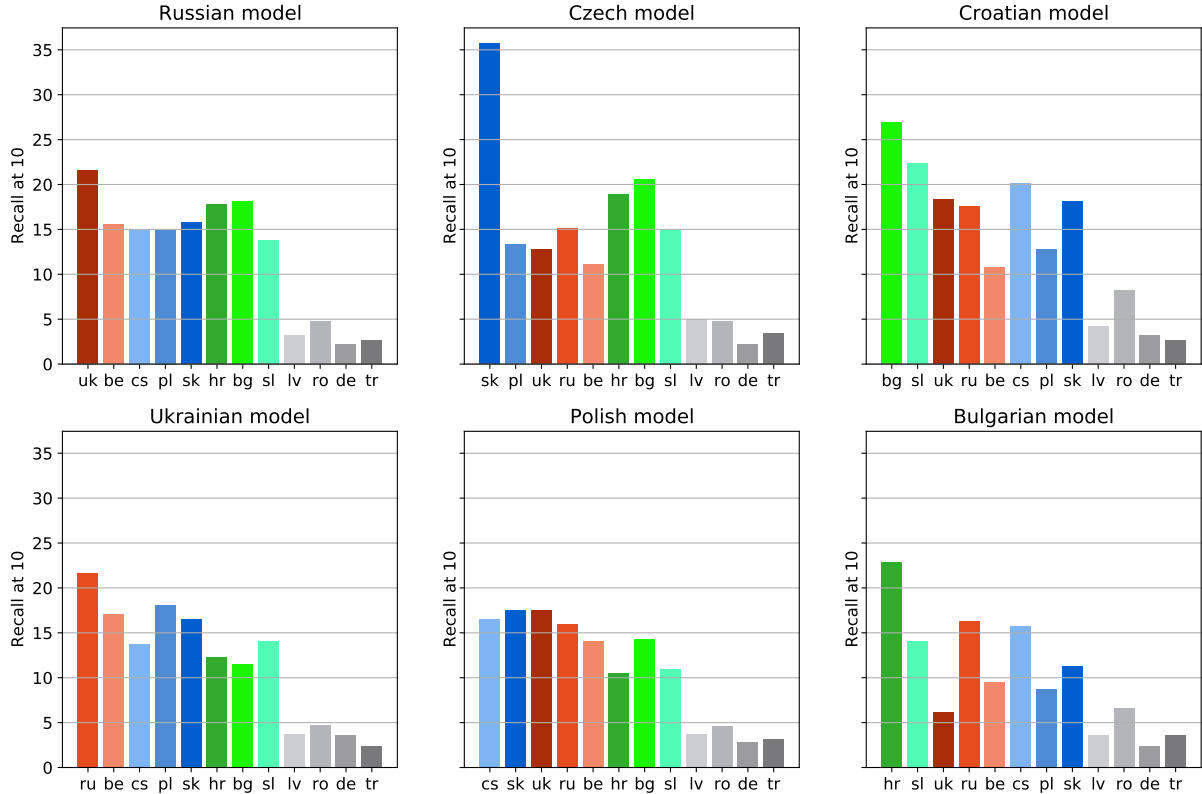 Russian model
Recall at 10
35
30
25
20
15
10
5
0
uk be cs pl sk hr bg sl lv ro de tr
Czech model
Recall at 10
sk pl uk ru be hr bg sl lv ro de tr
Croatian model
Recall at 10
bg sl uk ru be cs pl sk lv ro de tr
Ukrainian model
Recall at 10
35
30
25
20
15
10
5
0
ru be cs pl sk hr bg sl lv ro de tr
Polish model
Recall at 10
cs sk uk ru be hr bg sl lv ro de tr
Bulgarian model
Recall at 10
hr sl uk ru be cs pl sk lv ro de tr